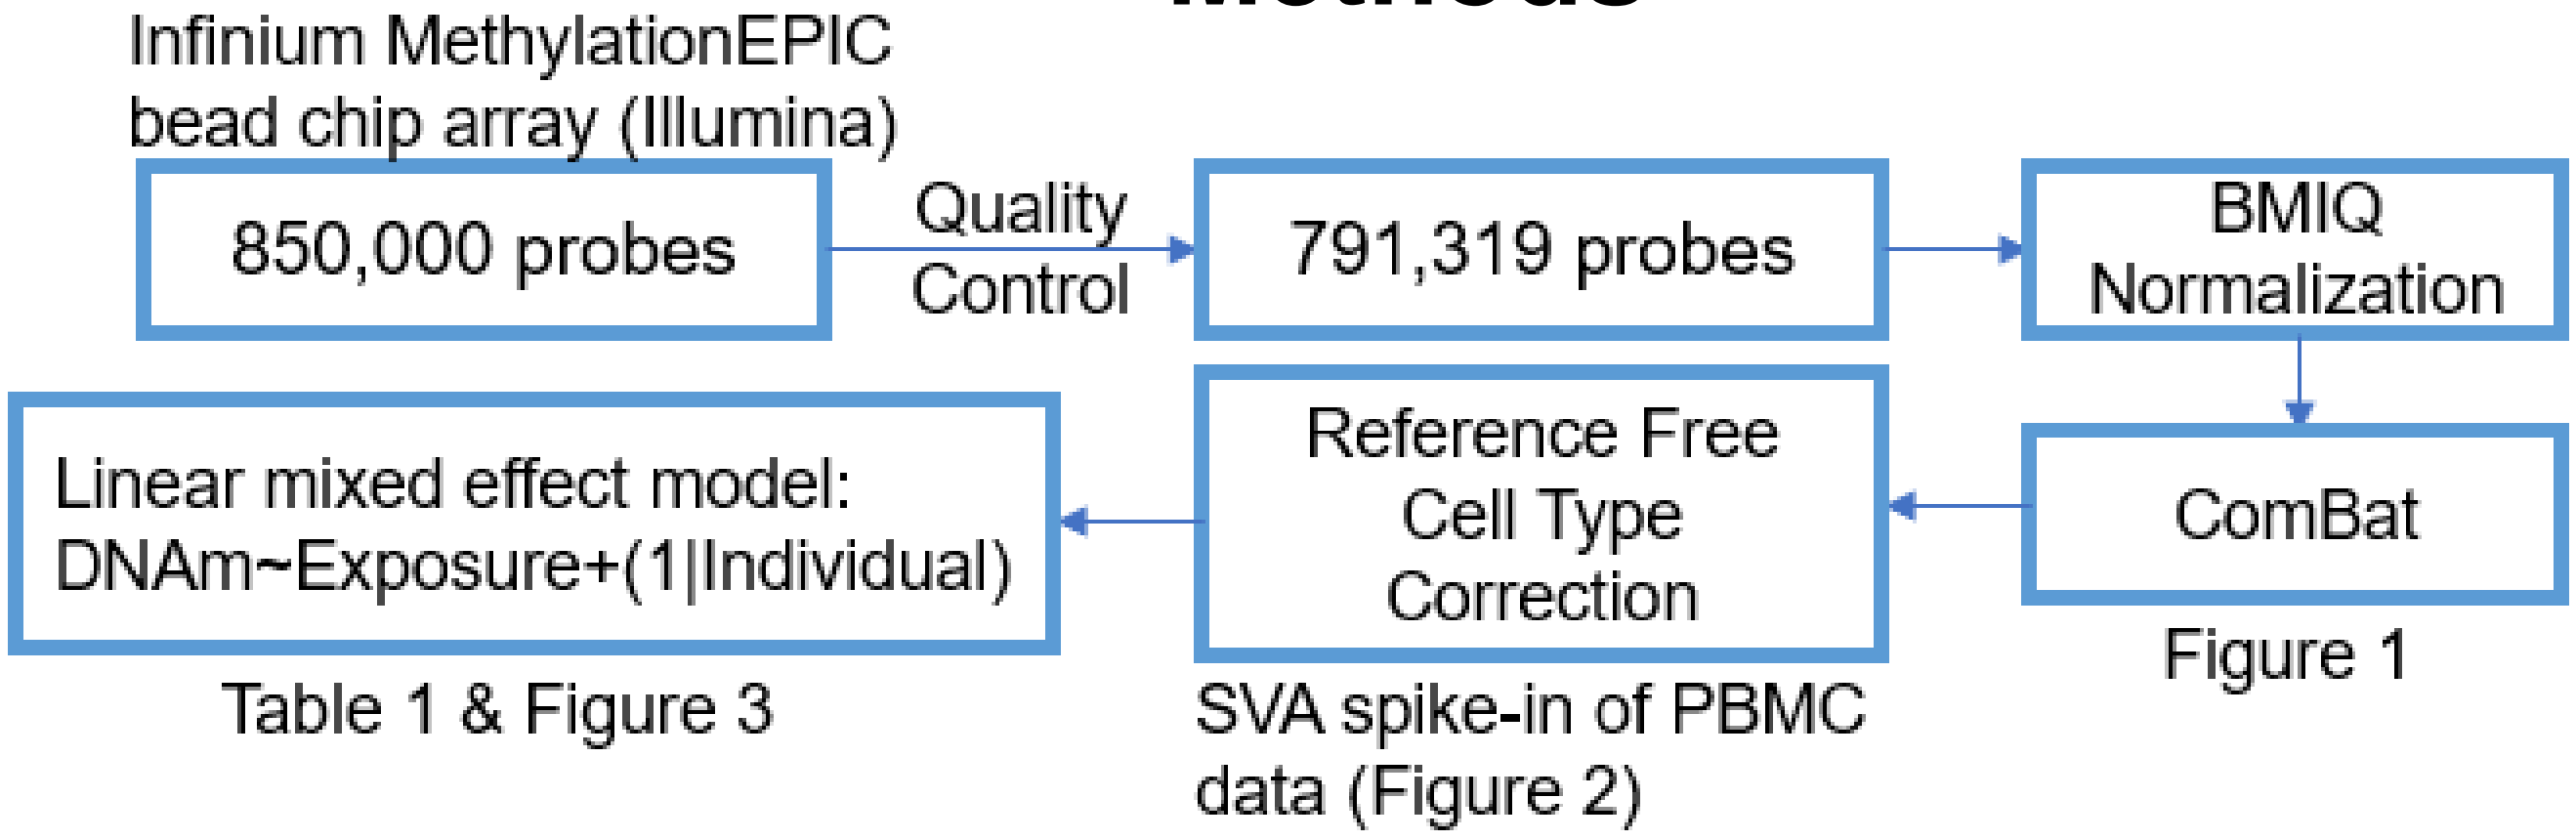 Methods
Infinium MethylationEPIC
bead chip array (Illumina)
850,000 probes
Quality
Control
791,319 probes
BMIQ
Normalization
ComBat
Figure 1
Reference Free
Cell Type
Correction
SVA spike-in of PBMC
data (Figure 2)
Linear mixed effect model:
DNAm~Exposure+(1|Individual)
Table 1 & Figure 3